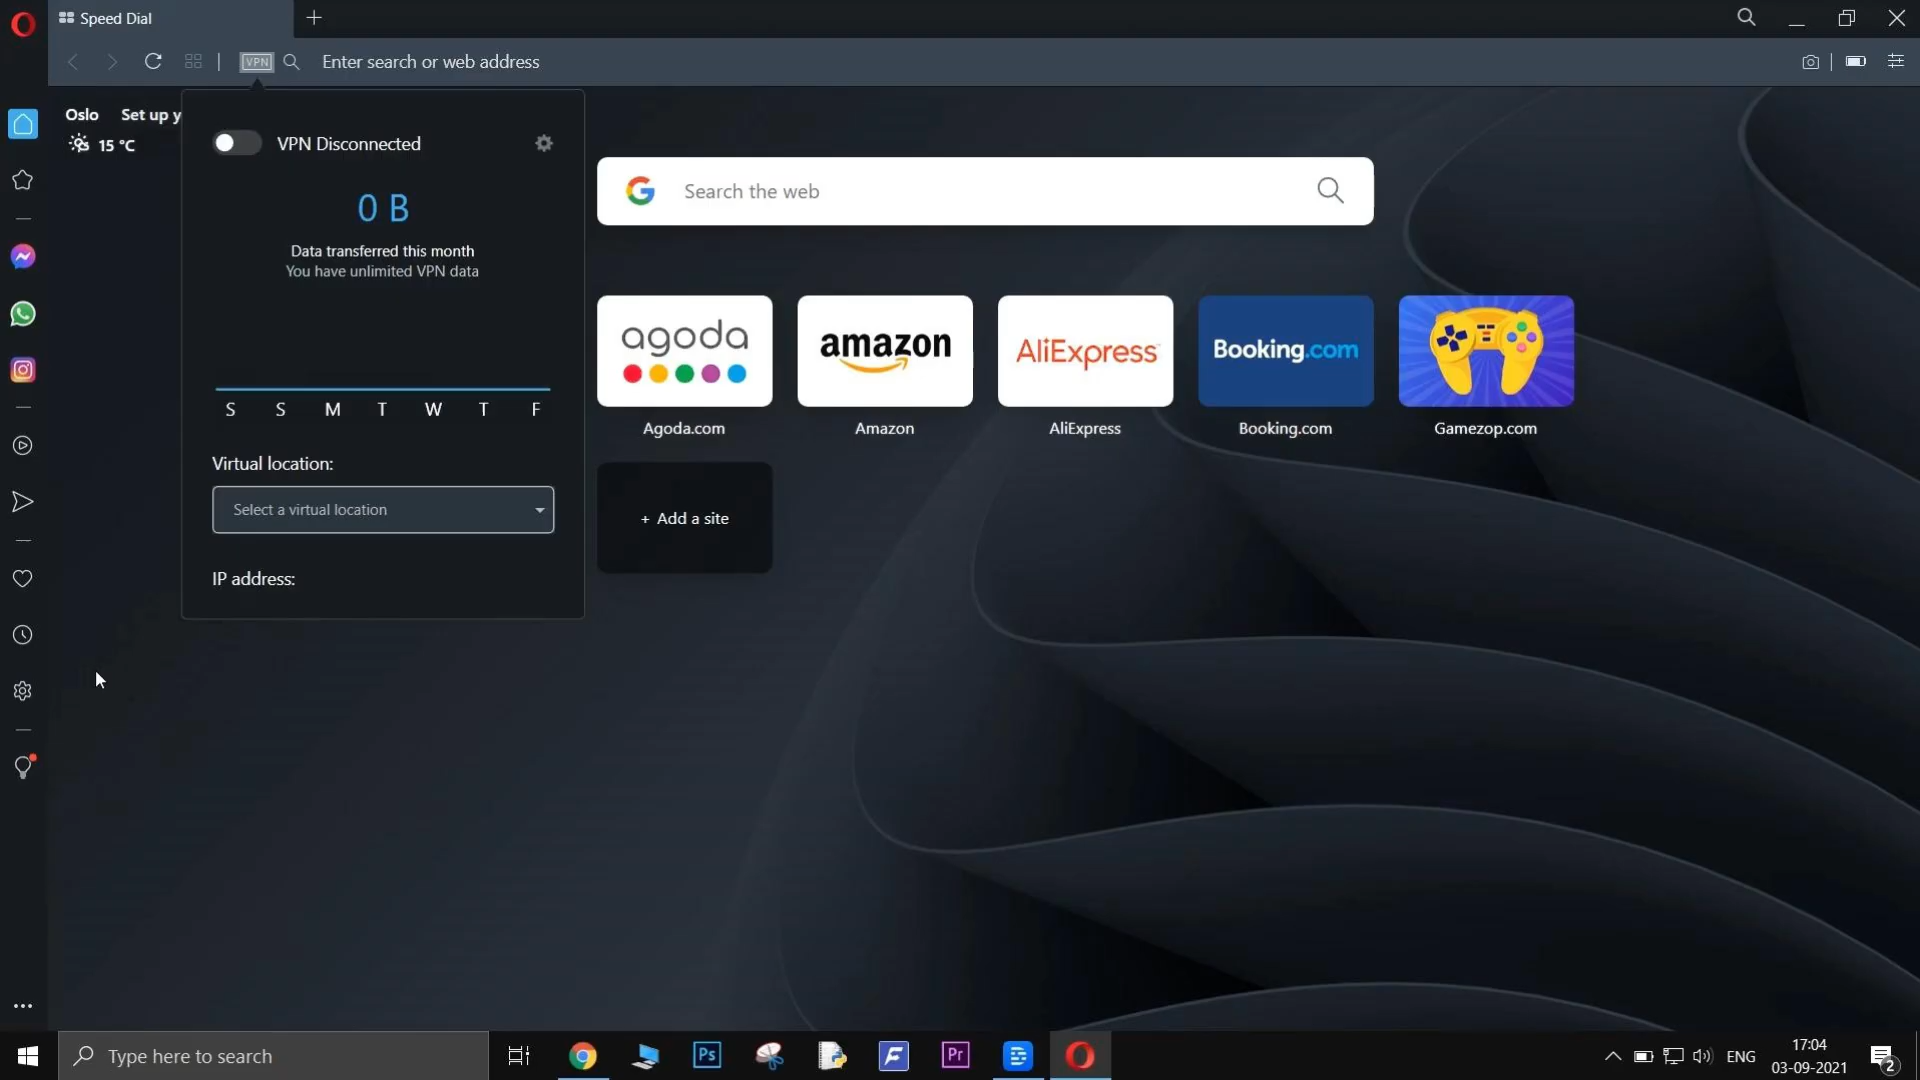 Speed Dial
VPN
Enter search or web address
Oslo
Set up y
15 °C
VPN Disconnected
0 B
Data transferred this month
You have unlimited VPN data
S S M T W T F
Virtual location:
Select a virtual location
IP address:
Search the web
agoda
amazon
AliExpress
Booking.com
Agoda.com
Amazon
AliExpress
Booking.com
Gamezop.com
+ Add a site
Type here to search
Ps
F
Pr
ENG
17:04
03-09-2021
2